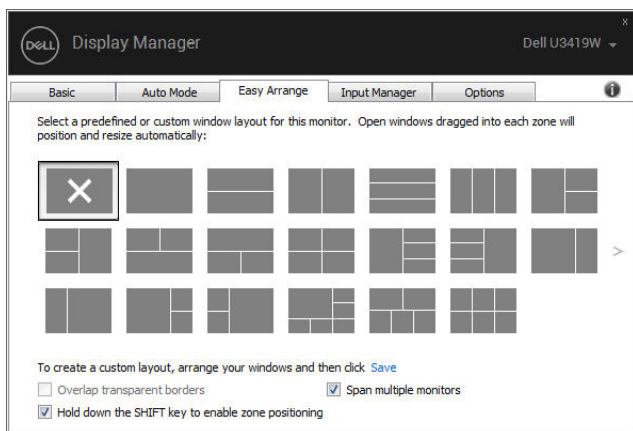 x
DELL Display Manager Dell U3419W
Basic Auto Mode Easy Arrange Input Manager Options i
Select a predefined or custom window layout for this monitor. Open windows dragged into each zone will
position and resize automatically:
To create a custom layout, arrange your windows and then click Save
Overlap transparent borders Span multiple monitors
Hold down the SHIFT key to enable zone positioning